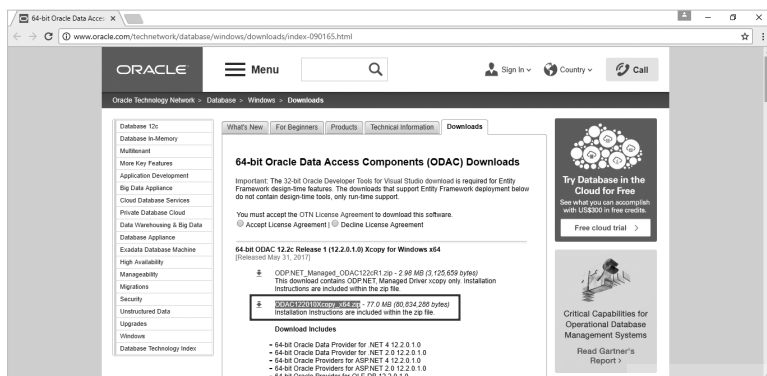 64-bit Oracle Data Acces
www.oracle.com/technetwork/database/windows/downloads/index-090165.html
ORACLE
Menu
Sign In
Country
Call
Oracle Technology Network > Database > Windows > Downloads
Database 12c
Database In-Memory
Multitenant
More Key Features
Application Development
Big Data Appliance
Cloud Database Services
Private Database Cloud
Data Warehousing & Big Data
Database Appliance
Exadata Database Machine
High Availability
Manageability
Migrations
Security
Unstructured Data
Upgrades
Windows
Database Technology Index
What's New
For Beginners
Products
Technical Information
Downloads
64-bit Oracle Data Access Components (ODAC) Downloads
Important: The 32-bit Oracle Developer Tools for Visual Studio download is required for Entity
Framework design-time features. The downloads that support Entity Framework deployment below
do not contain design-time tools, only run-time support.
You must accept the OTN License Agreement to download this software.
Accept License Agreement | Decline License Agreement
64-bit ODAC 12.2c Release 1 (12.2.0.1.0) Xcopy for Windows x64
[Released May 31, 2017]
ODP.NET_Managed_ODAC122cR1.zip - 2.98 MB (3,125,659 bytes)
This download contains ODP.NET, Managed Driver xcopy only. Installation
Instructions are included within the zip file.
ODAC122010Xcopy_x64.zip - 77.0 MB (80,834,286 bytes)
Installation Instructions are included within the zip file.
Download Includes
- 64-bit Oracle Data Provider for .NET 4 12.2.0.1.0
- 64-bit Oracle Data Provider for .NET 2.0 12.2.0.1.0
- 64-bit Oracle Providers for ASP.NET 4 12.2.0.1.0
- 64-bit Oracle Providers for ASP.NET 2.0 12.2.0.1.0
- 64-bit Oracle Provider for OLE DB 12.2.0.1.0
Try Database in the
Cloud for Free
See what you can accomplish
with US$300 in free credits.
Free cloud trial >
Critical Capabilities for
Operational Database
Management Systems
Read Gartner's
Report >